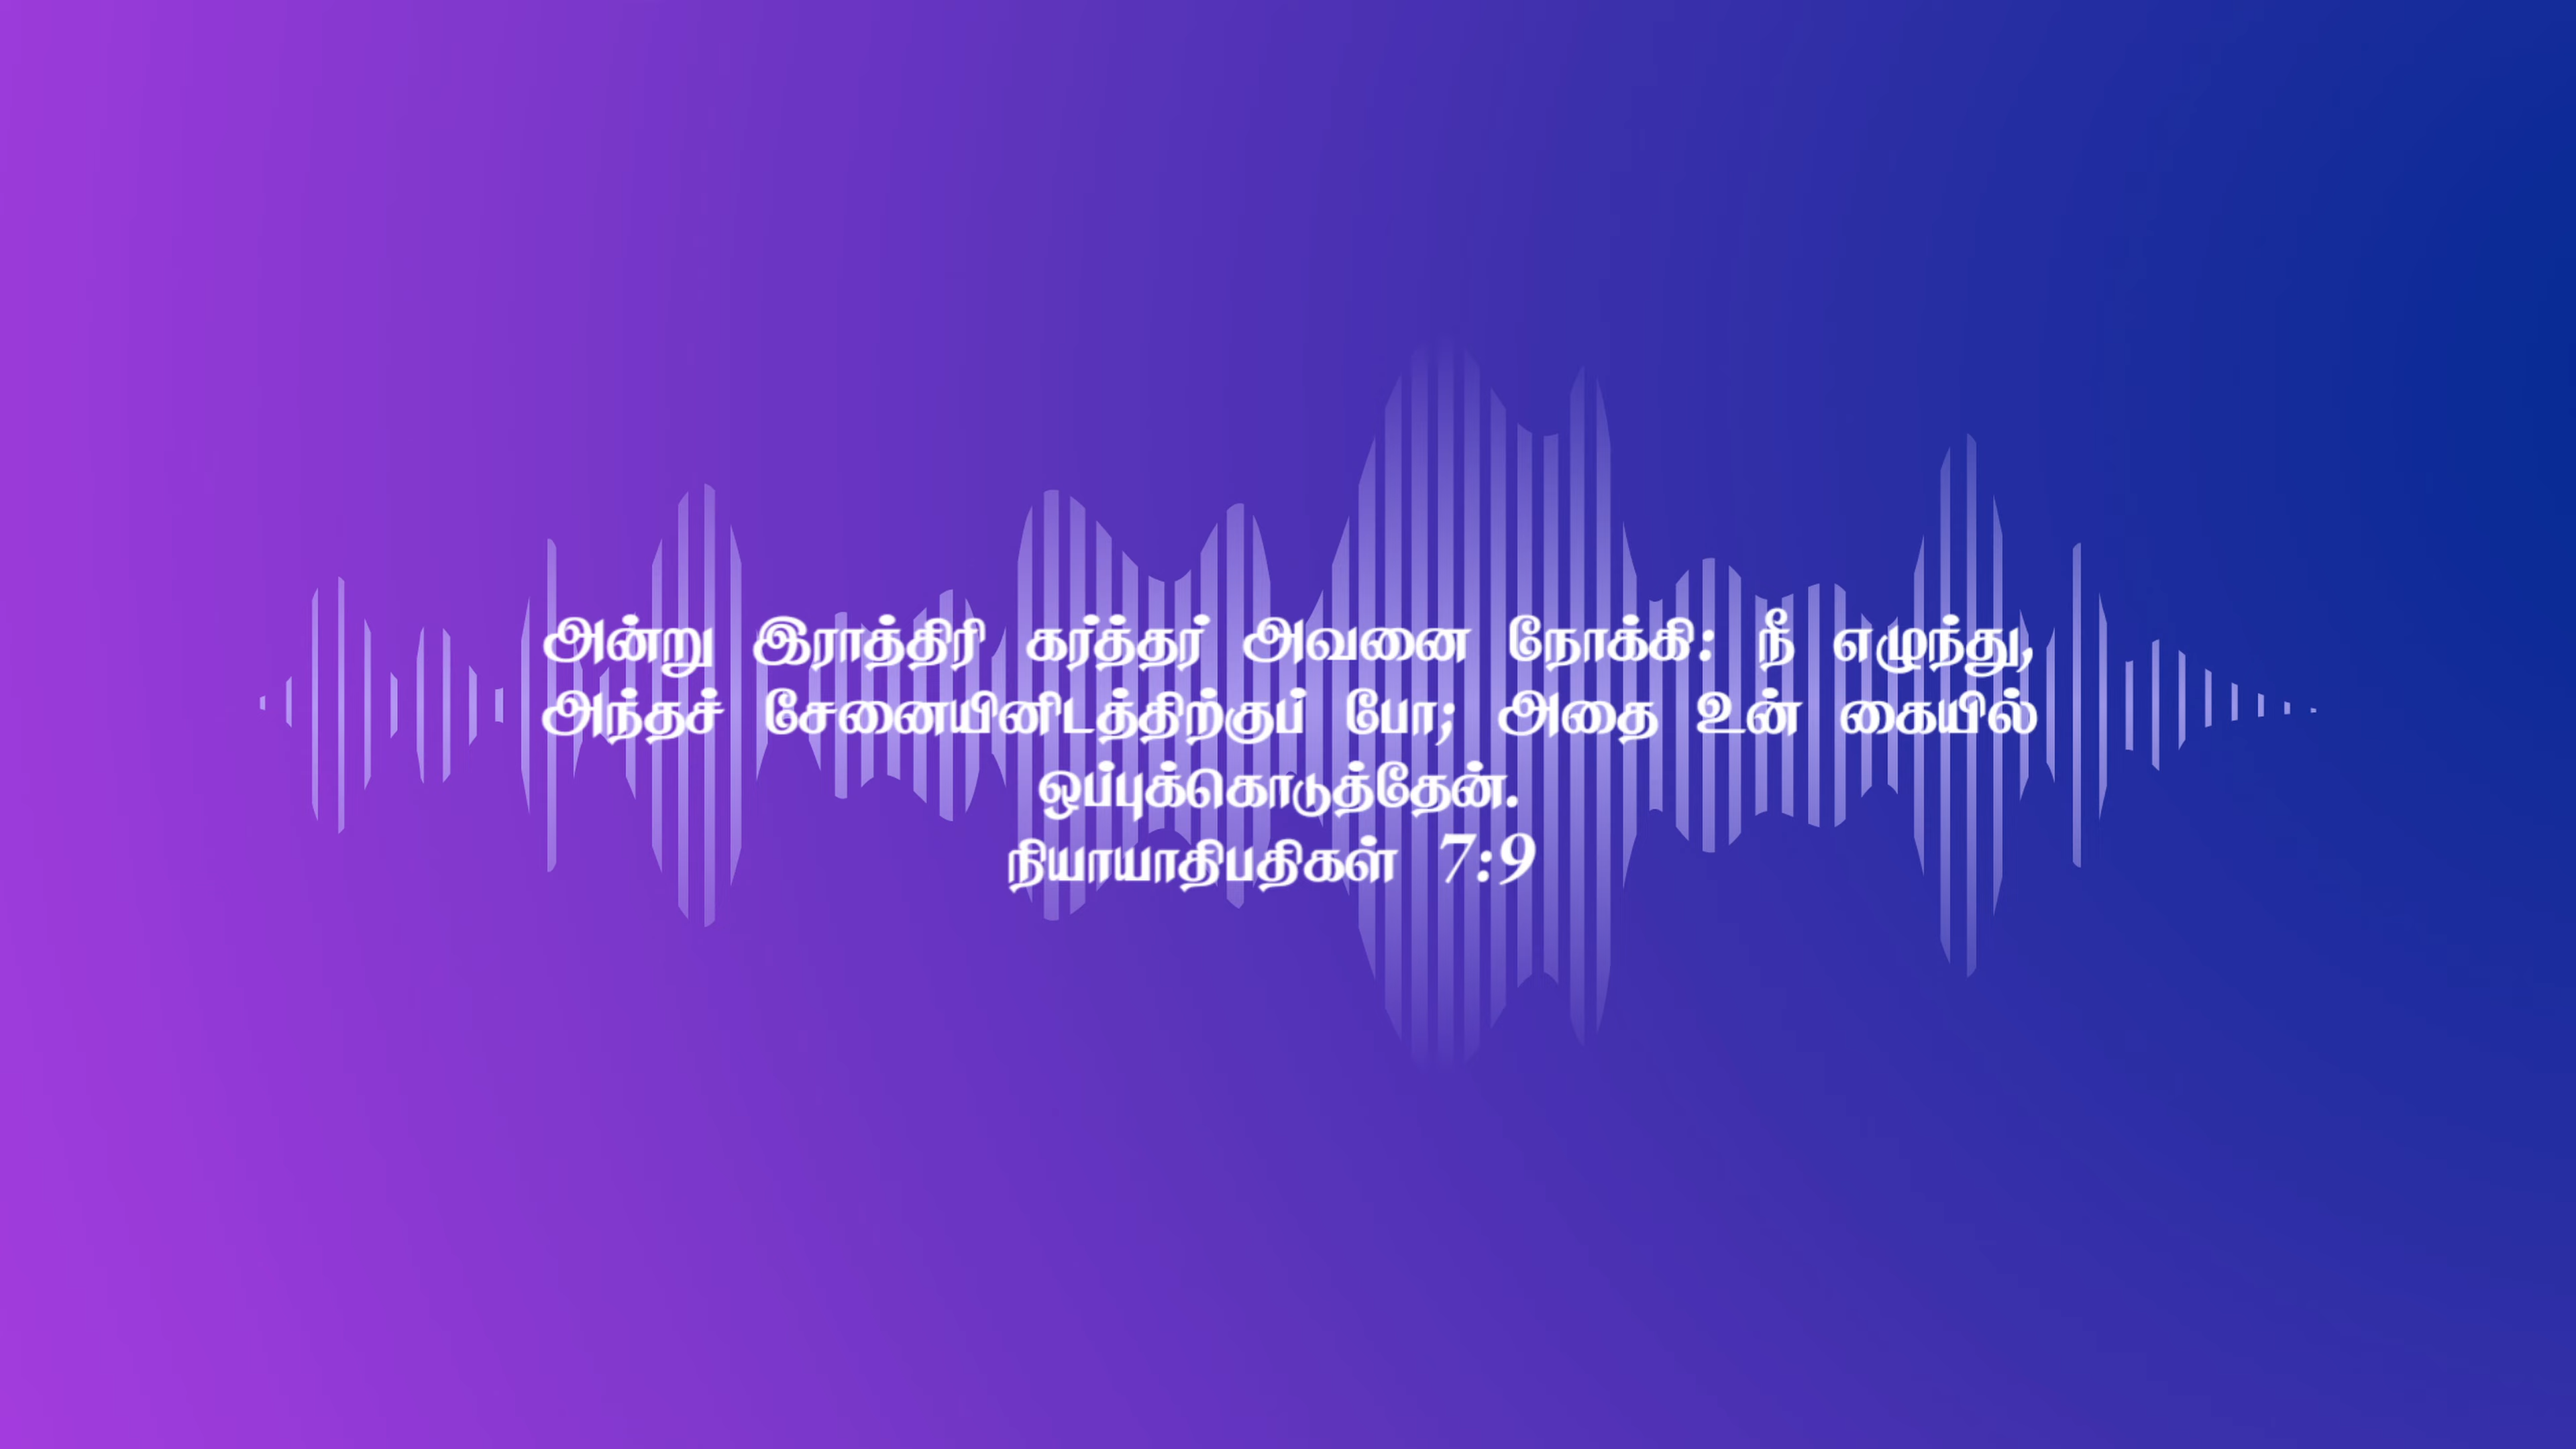 அன்று இராத்திரி கர்த்தர் அவனை நோக்கி: நீ எழுந்து,
அந்தச் சேனையினிடத்திற்குப் போ; அதை உன் கையில்
ஒப்புக்கொடுத்தேன்.
நியாயாதிபதிகள் 7:9